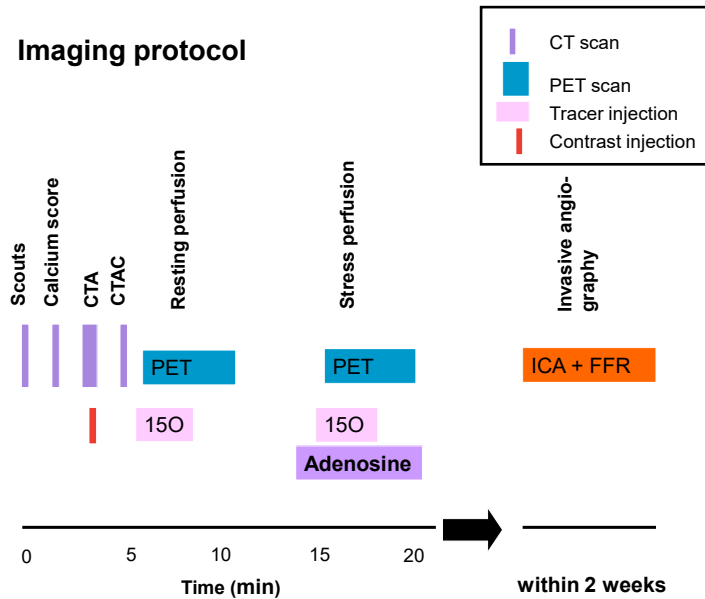 Imaging protocol
CT scan
PET scan
Tracer injection
Contrast injection
Scouts
Calcium score
CTA
CTAC
Resting perfusion
Stress perfusion
Invasive angio-
graphy
PET
PET
ICA + FFR
15O
15O
Adenosine
0
5
10
15
20
Time (min)
within 2 weeks